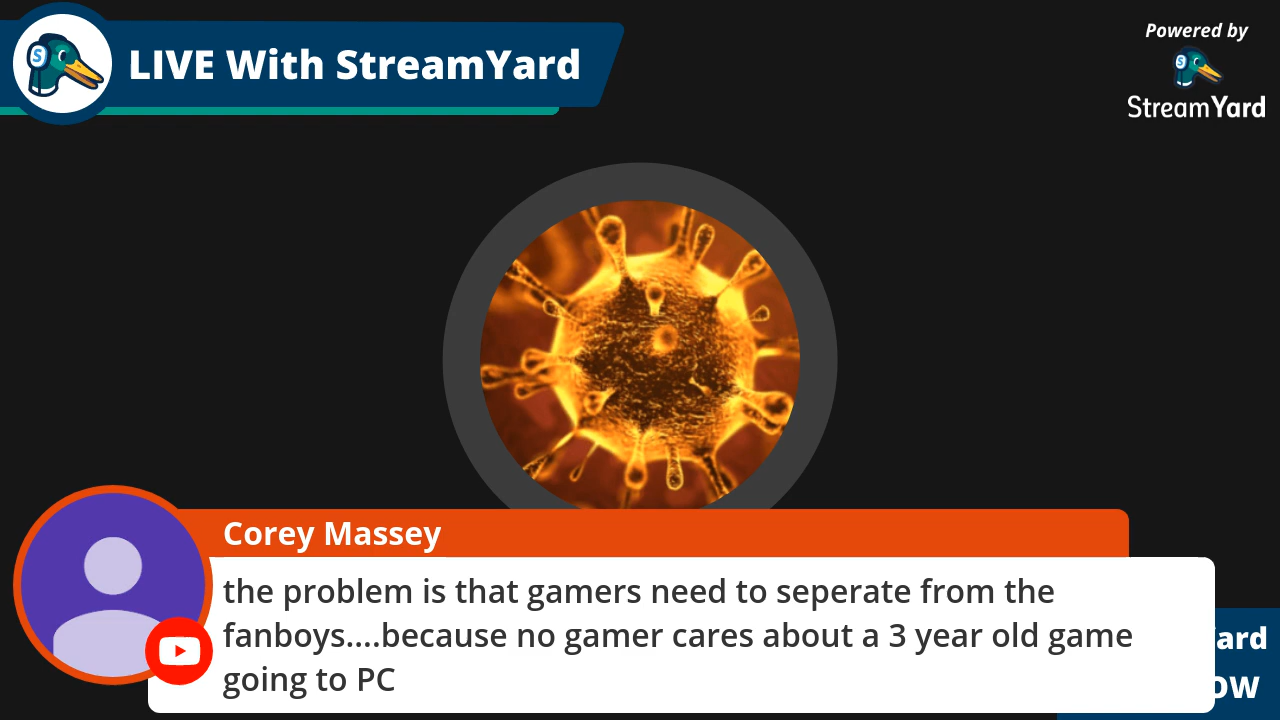 LIVE With StreamYard
Powered by
StreamYard
Corey Massey
the problem is that gamers need to seperate from the
fanboys....because no gamer cares about a 3 year old game
going to PC